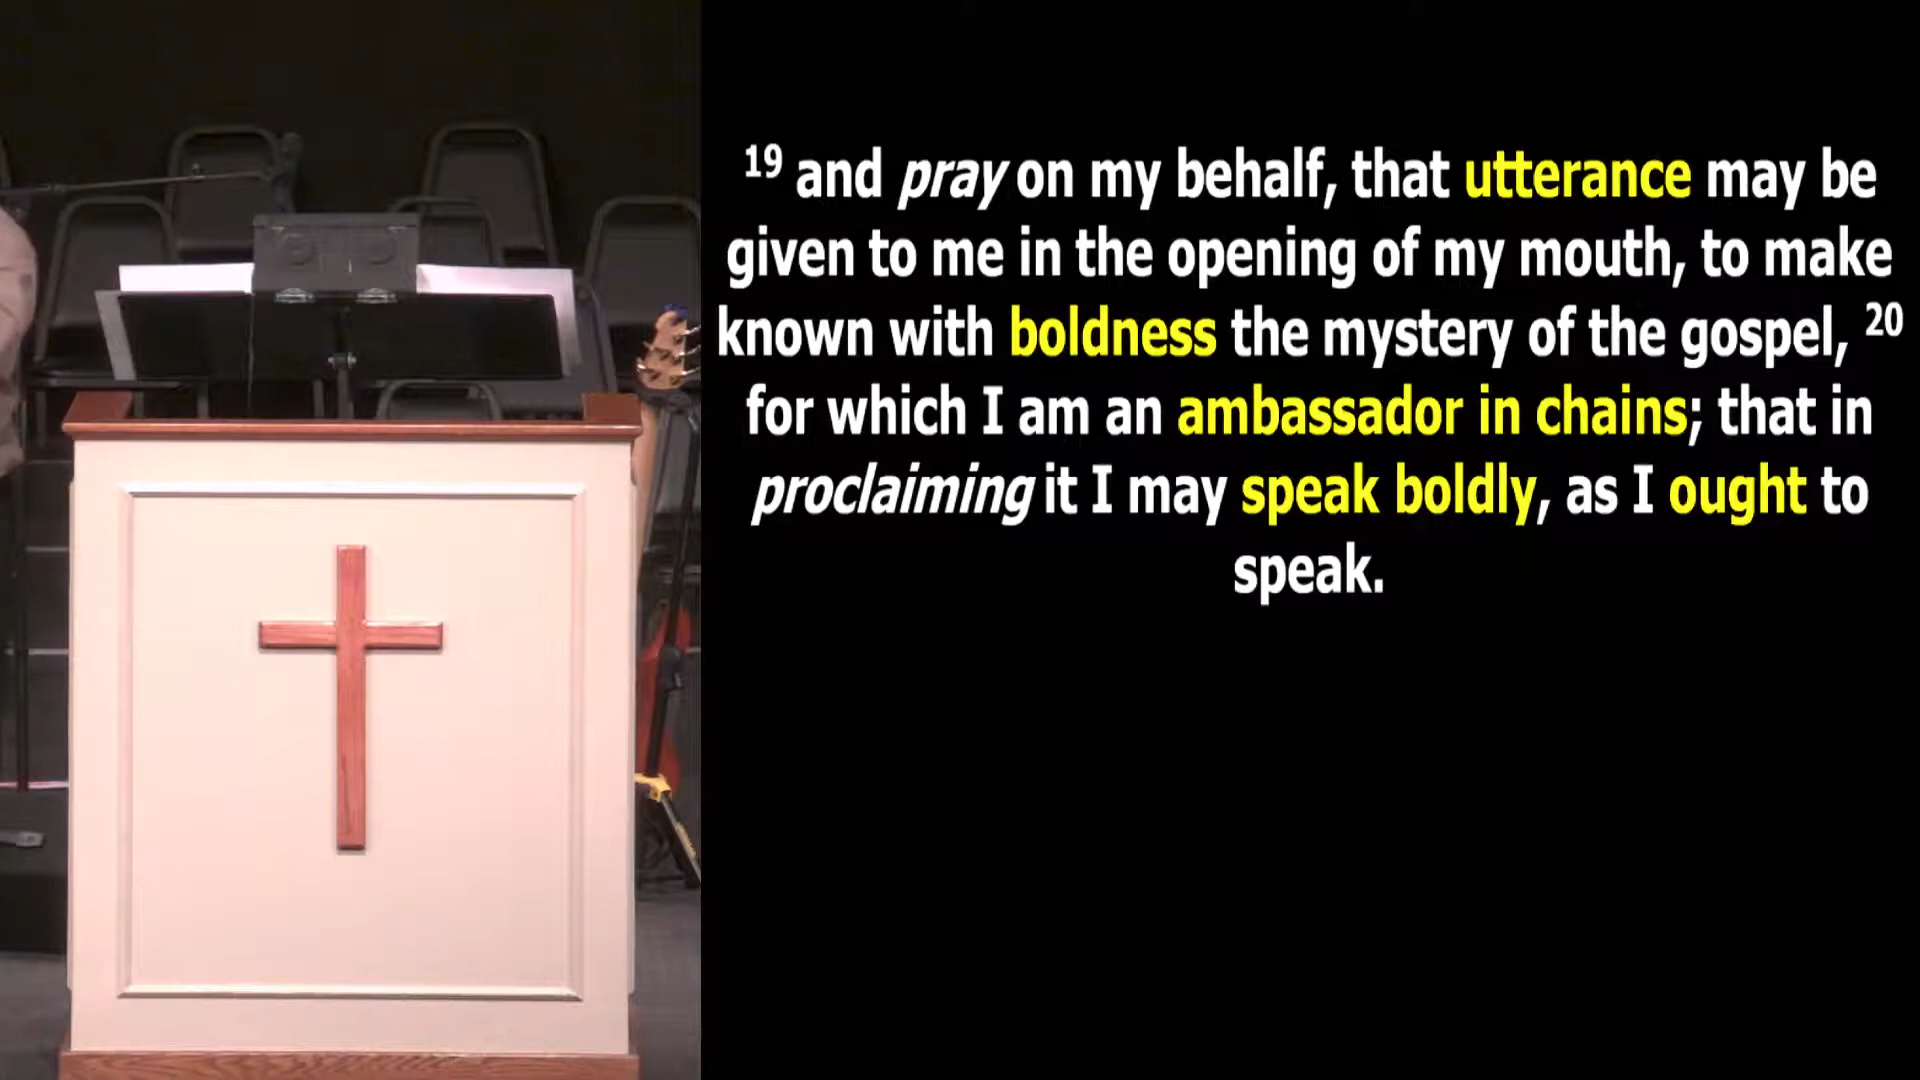 19 and pray on my behalf, that utterance may be
given to me in the opening of my mouth, to make
known with boldness the mystery of the gospel, 20
for which I am an ambassador in chains; that in
proclaiming it I may speak boldly, as I ought to
speak.